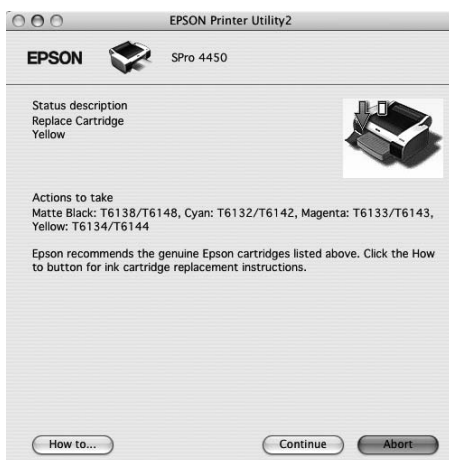 EPSON Printer Utility2
EPSON SPro 4450
Status description
Replace Cartridge
Yellow
Actions to take
Matte Black: T6138/T6148, Cyan: T6132/T6142, Magenta: T6133/T6143,
Yellow: T6134/T6144
Epson recommends the genuine Epson cartridges listed above. Click the How
to button for ink cartridge replacement instructions.
How to... Continue Abort